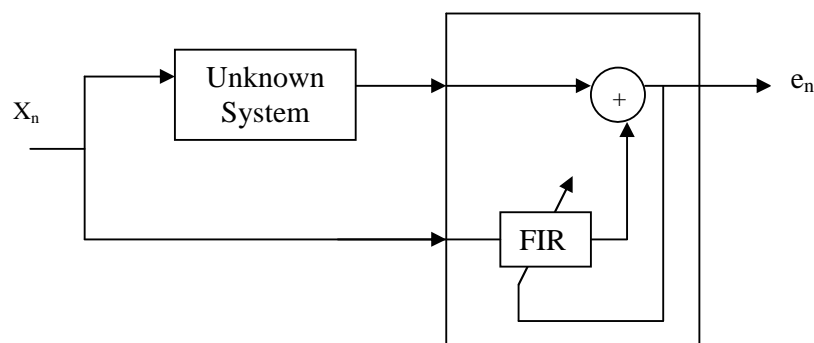 Unknown
System
Xₙ
+
eₙ
FIR